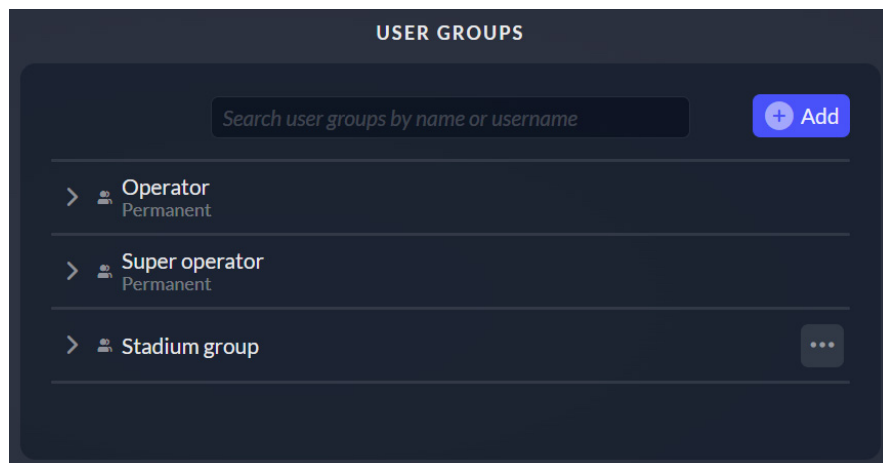 USER GROUPS
Search user groups by name or username
Add
Operator
Permanent
Super operator
Permanent
Stadium group